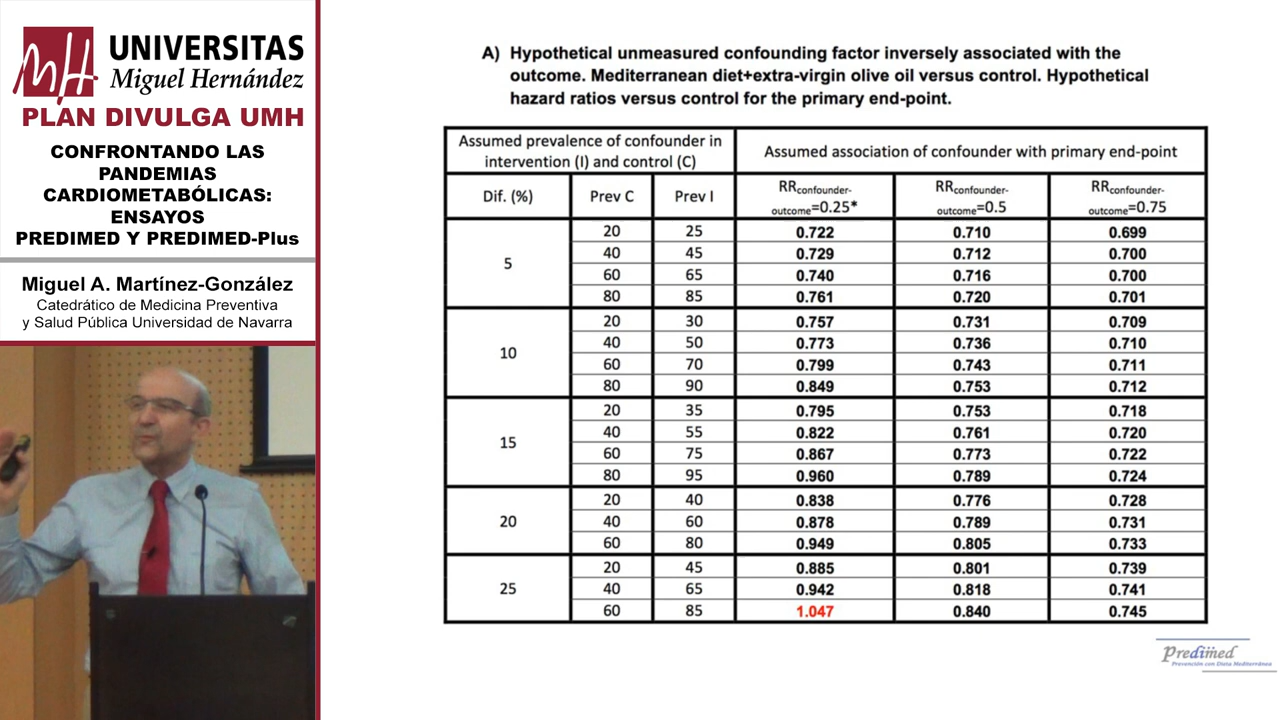 UNIVERSITAS
Miguel Hernández
PLAN DIVULGA UMH
CONFRONTANDO LAS
PANDEMIAS
CARDIOMETABÓLICAS:
ENSAYOS
PREDIMED Y PREDIMED-Plus
Miguel A. Martínez-González
Catedrático de Medicina Preventiva
y Salud Pública Universidad de Navarra
A) Hypothetical unmeasured confounding factor inversely associated with the
outcome. Mediterranean diet+extra-virgin olive oil versus control. Hypothetical
hazard ratios versus control for the primary end-point.
Assumed prevalence of confounder in
intervention (I) and control (C)
Assumed association of confounder with primary end-point
Dif. (%) Prev C Prev I
RRconfounder-
outcome=0.25*
RRconfounder-
outcome=0.5
RRconfounder-
outcome=0.75
5
20 25 0.722 0.710 0.699
40 45 0.729 0.712 0.700
60 65 0.740 0.716 0.700
80 85 0.761 0.720 0.701
10
20 30 0.757 0.731 0.709
40 50 0.773 0.736 0.710
60 70 0.799 0.743 0.711
80 90 0.849 0.753 0.712
15
20 35 0.795 0.753 0.718
40 55 0.822 0.761 0.720
60 75 0.867 0.773 0.722
80 95 0.960 0.789 0.724
20
20 40 0.838 0.776 0.728
40 60 0.878 0.789 0.731
60 80 0.949 0.805 0.733
25
20 45 0.885 0.801 0.739
40 65 0.942 0.818 0.741
60 85 1.047 0.840 0.745
Predimed
Prevención con Dieta Mediterránea